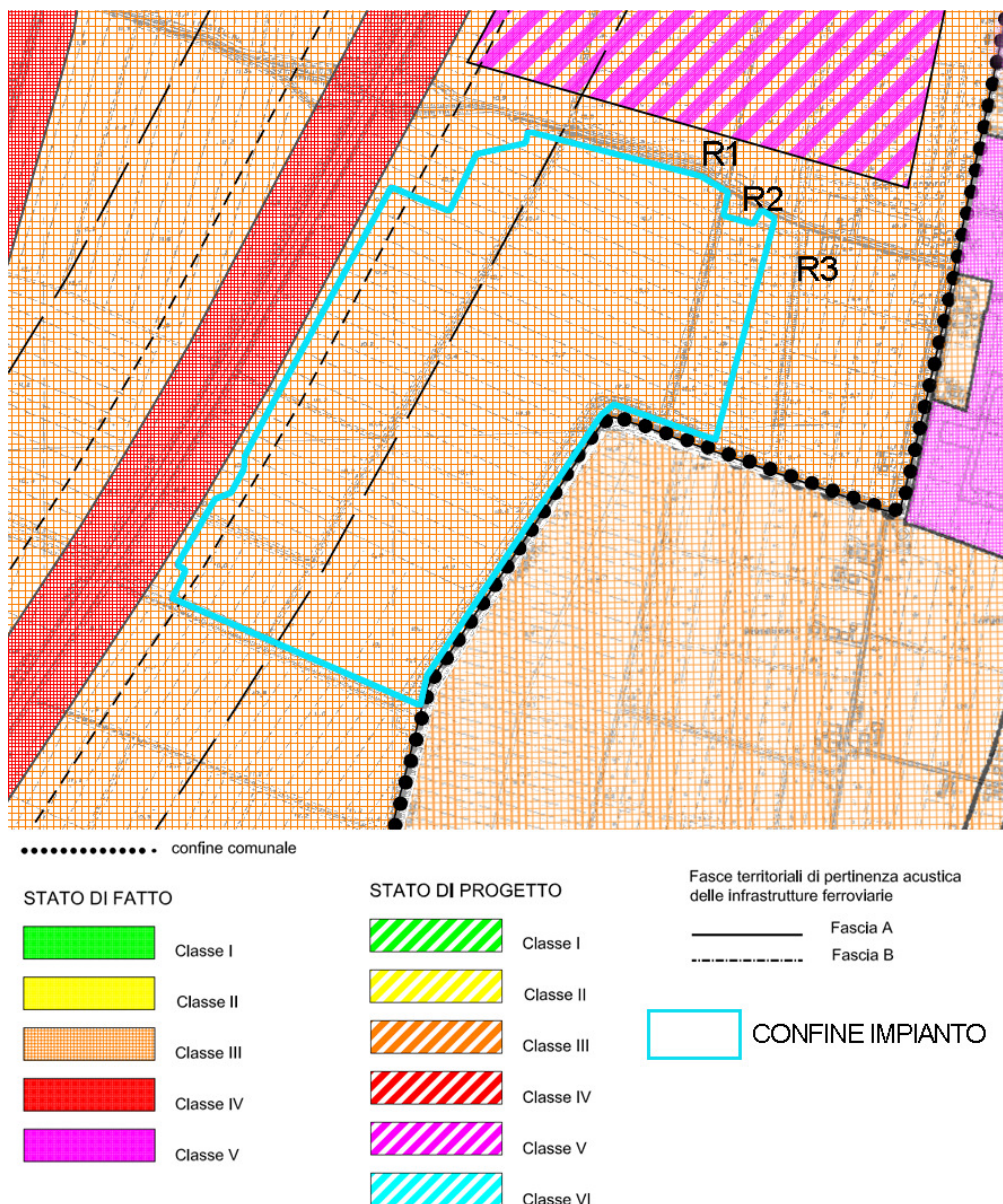 R1
R2
R3
confine comunale
STATO DI FATTO
Classe I
Classe II
Classe III
Classe IV
Classe V
STATO DI PROGETTO
Classe I
Classe II
Classe III
Classe IV
Classe V
Classe VI
Fasce territoriali di pertinenza acustica
delle infrastrutture ferroviarie
Fascia A
Fascia B
CONFINE IMPIANTO